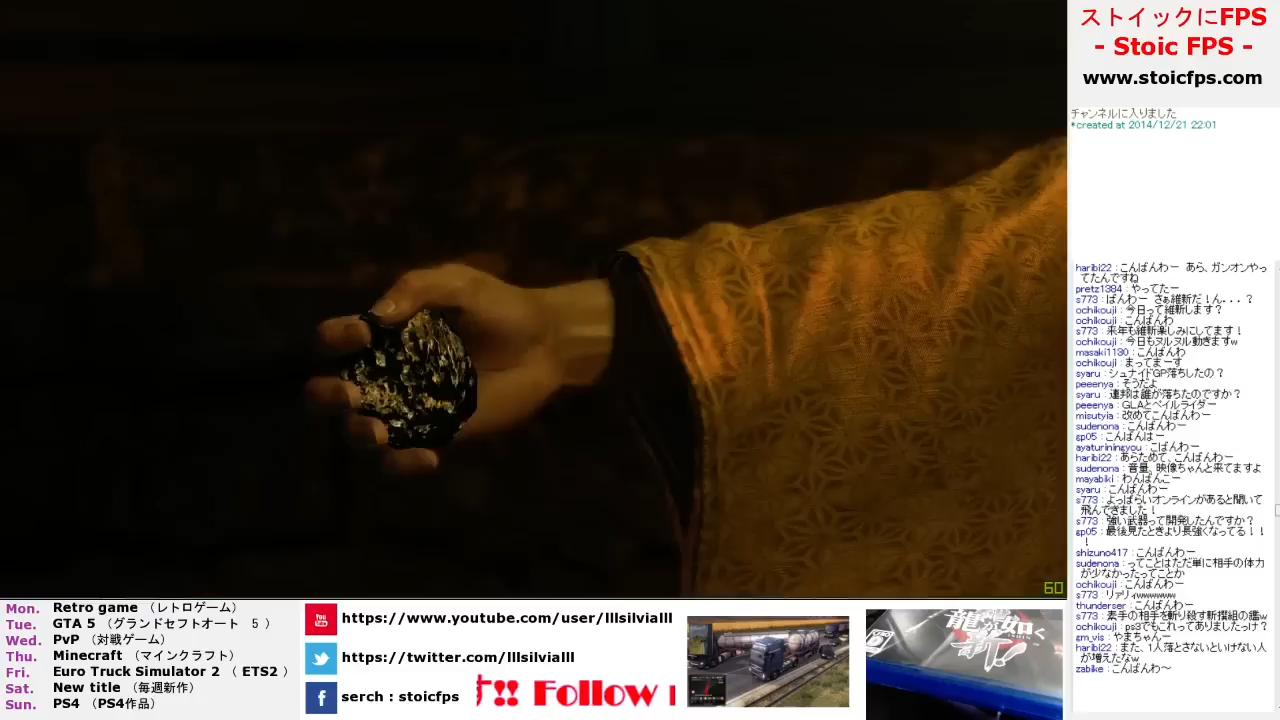 ストイックにFPS
- Stoic FPS -
www.stoicfps.com
チャンネルに入りました
*created at 2014/12/21 22:01
haribi22：こんばんわー あら、ガンオンやっ
てたんですね
pretz1384：やってたー
s773：ばんわー さぁ維新だ！ん．．．？
ochikouji：今日って維新します？
ochikouji：こんばんわ
s773：来年も維新楽しみにしてます！
ochikouji：今日もヌルヌル動きますw
masaki1130：こんばんわ
ochikouji：まってまーす
syaru：シュナイドGP落ちしたの？
peeenya：そうだよ
syaru：連邦は誰が落ちたのですか？
peeenya：GLAとペイルライダー
misutyia：改めてこんばんわー
sudenona：こんばんわー
gp05：こんばんはー
ayaturiningyou：こばんわー
haribi22：あらためて、こんばんわー
sudenona：音量、映像ちゃんと来てますよ
mayabiki：わんばんこー
syaru：こんばんわー
s773：よっぱらいオンラインがあると聞いて
飛んできました！
s773：強い武器って開発したんですか？
gp05：最後見たときより長強くなってる！！
！
shizuno417：こんばんわー
sudenona：ってことはただ単に相手の体力
が少なかったってことか
ochikouji：こんばんわー
s773：リアリィwwwwwww
thunderser：こんばんわー
s773：素手の相手を斬り殺す新撰組の鑑w
ochikouji：ps3でもこれってありましたっけ？
gm_vis：やまちゃんー
haribi22：また、1人落とさないといけない人
が増えたなw
zabike：こんばんわ～
60
Mon. Retro game （レトロゲーム）
Tue. GTA 5 （グランドセフトオート 5 ）
Wed. PvP （対戦ゲーム）
Thu. Minecraft （マインクラフト）
Fri. Euro Truck Simulator 2 （ ETS2 ）
Sat. New title （毎週新作）
Sun. PS4 （PS4作品）
You
https://www.youtube.com/user/lllsilvialll
https://twitter.com/lllsilvialll
serch : stoicfps
!! Follow
龍が如く